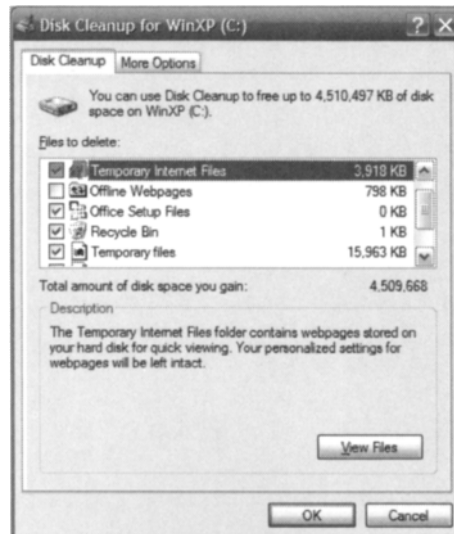 Disk Cleanup for WinXP (C:)
Disk Cleanup
More Options
You can use Disk Cleanup to free up to 4,510,497 KB of disk
space on WinXP (C:).
Files to delete:
Temporary Internet Files 3,918 KB
Offline Webpages 798 KB
Office Setup Files 0 KB
Recycle Bin 1 KB
Temporary files 15,963 KB
Total amount of disk space you gain: 4,509,668
Description
The Temporary Internet Files folder contains webpages stored on
your hard disk for quick viewing. Your personalized settings for
webpages will be left intact.
View Files
OK
Cancel